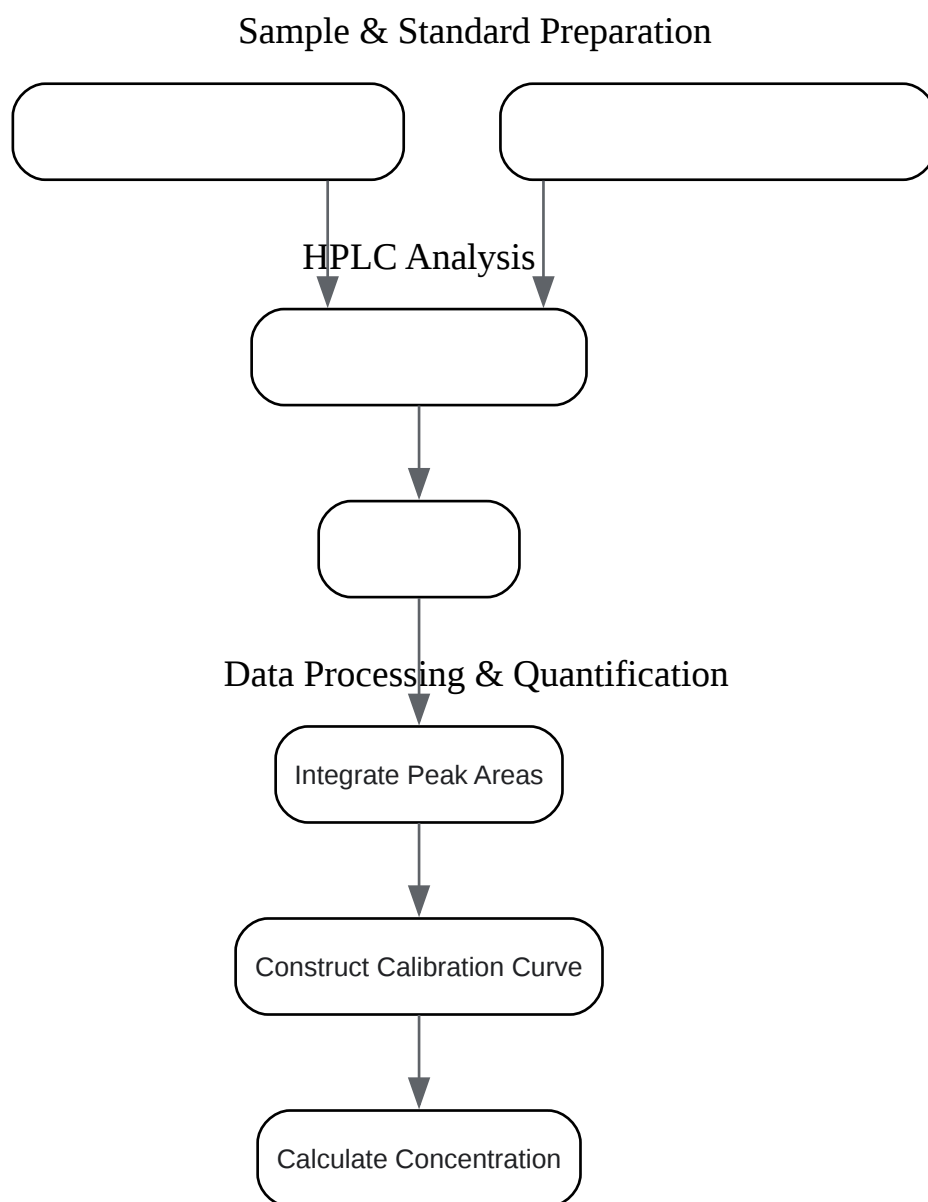 Sample & Standard Preparation
HPLC Analysis
Data Processing & Quantification
Integrate Peak Areas
Construct Calibration Curve
Calculate Concentration